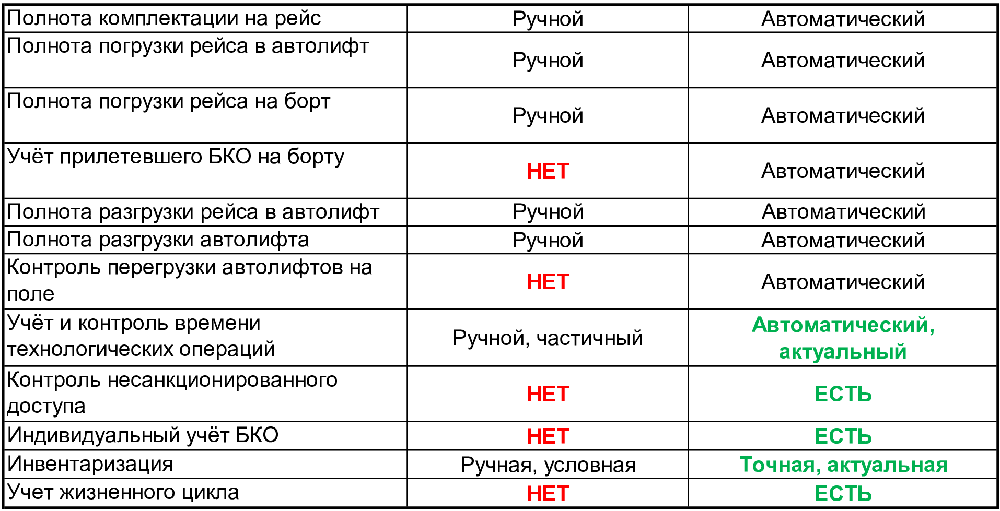 Полнота комплектации на рейс Ручной Автоматический
Полнота погрузки рейса в автолифт Ручной Автоматический
Полнота погрузки рейса на борт Ручной Автоматический
Учёт прилетевшего БКО на борту НЕТ Автоматический
Полнота разгрузки рейса в автолифт Ручной Автоматический
Полнота разгрузки автолифта Ручной Автоматический
Контроль перегрузки автолифтов на
поле
НЕТ Автоматический
Учёт и контроль времени
технологических операций
Ручной, частичный
Автоматический,
актуальный
Контроль несанкционированного
доступа
НЕТ ЕСТЬ
Индивидуальный учёт БКО НЕТ ЕСТЬ
Инвентаризация Ручная, условная Точная, актуальная
Учет жизненного цикла НЕТ ЕСТЬ